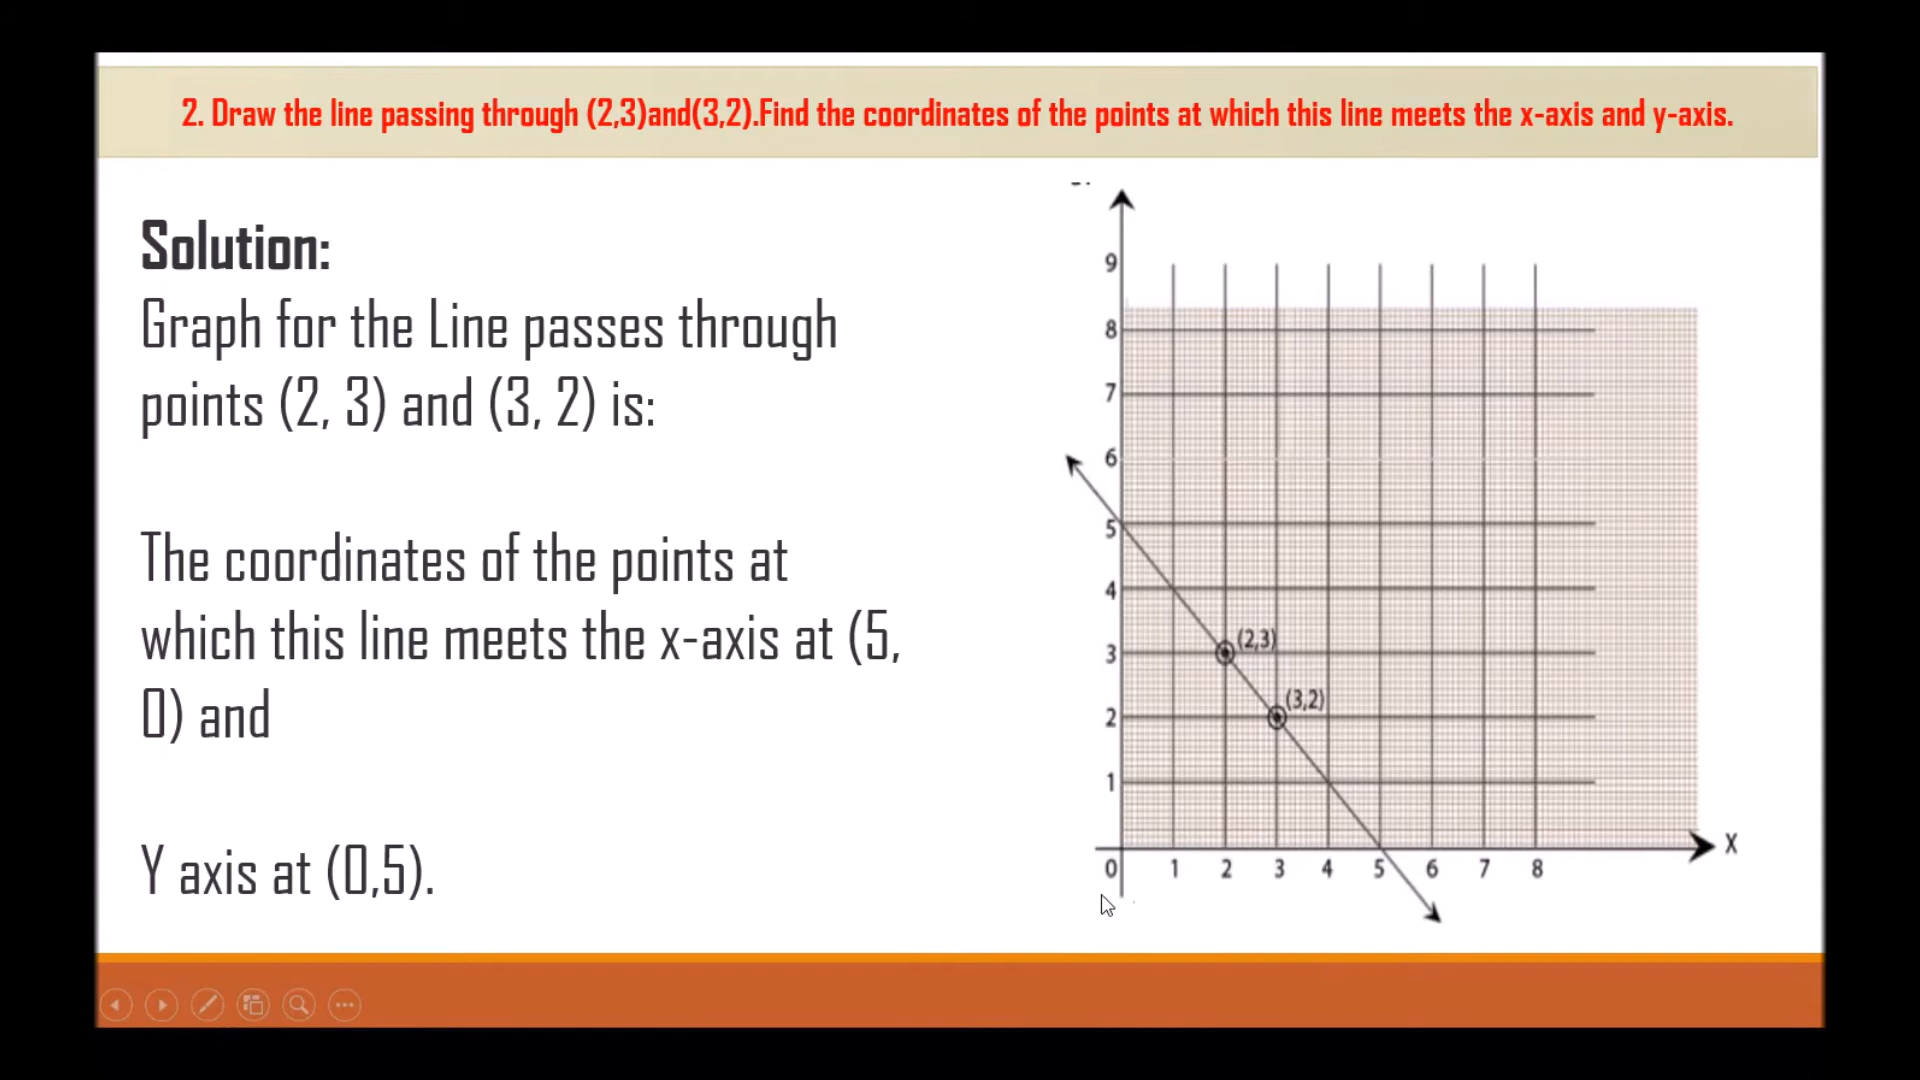 2. Draw the line passing through (2,3)and(3,2).Find the coordinates of the points at which this line meets the x-axis and y-axis.
Solution:
Graph for the Line passes through
points (2, 3) and (3, 2) is:
The coordinates of the points at
which this line meets the x-axis at (5,
0) and
Y axis at (0,5).
9
8
7
6
5
4
(2,3)
3
(3,2)
2
1
X
0 1 2 3 4 5 6 7 8